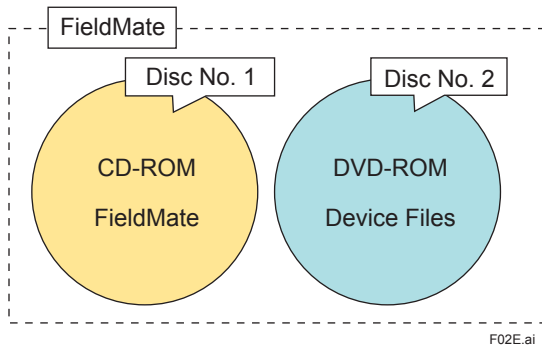 FieldMate
Disc No. 1
Disc No. 2
CD-ROM
FieldMate
DVD-ROM
Device Files
F02E.ai